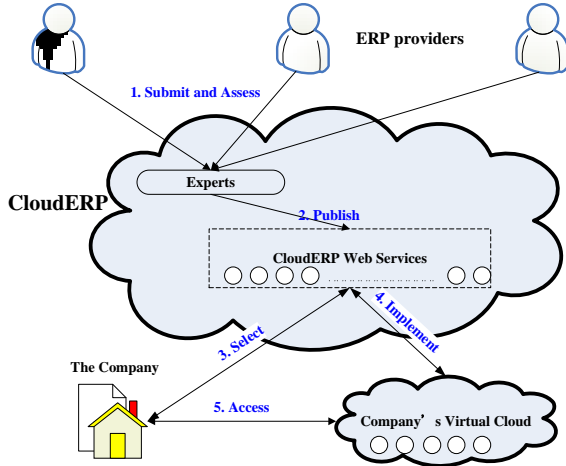 ERP providers
1. Submit and Assess
Experts
CloudERP
2. Publish
CloudERP Web Services
4. Implement
3. Select
The Company
5. Access
Company’s Virtual Cloud